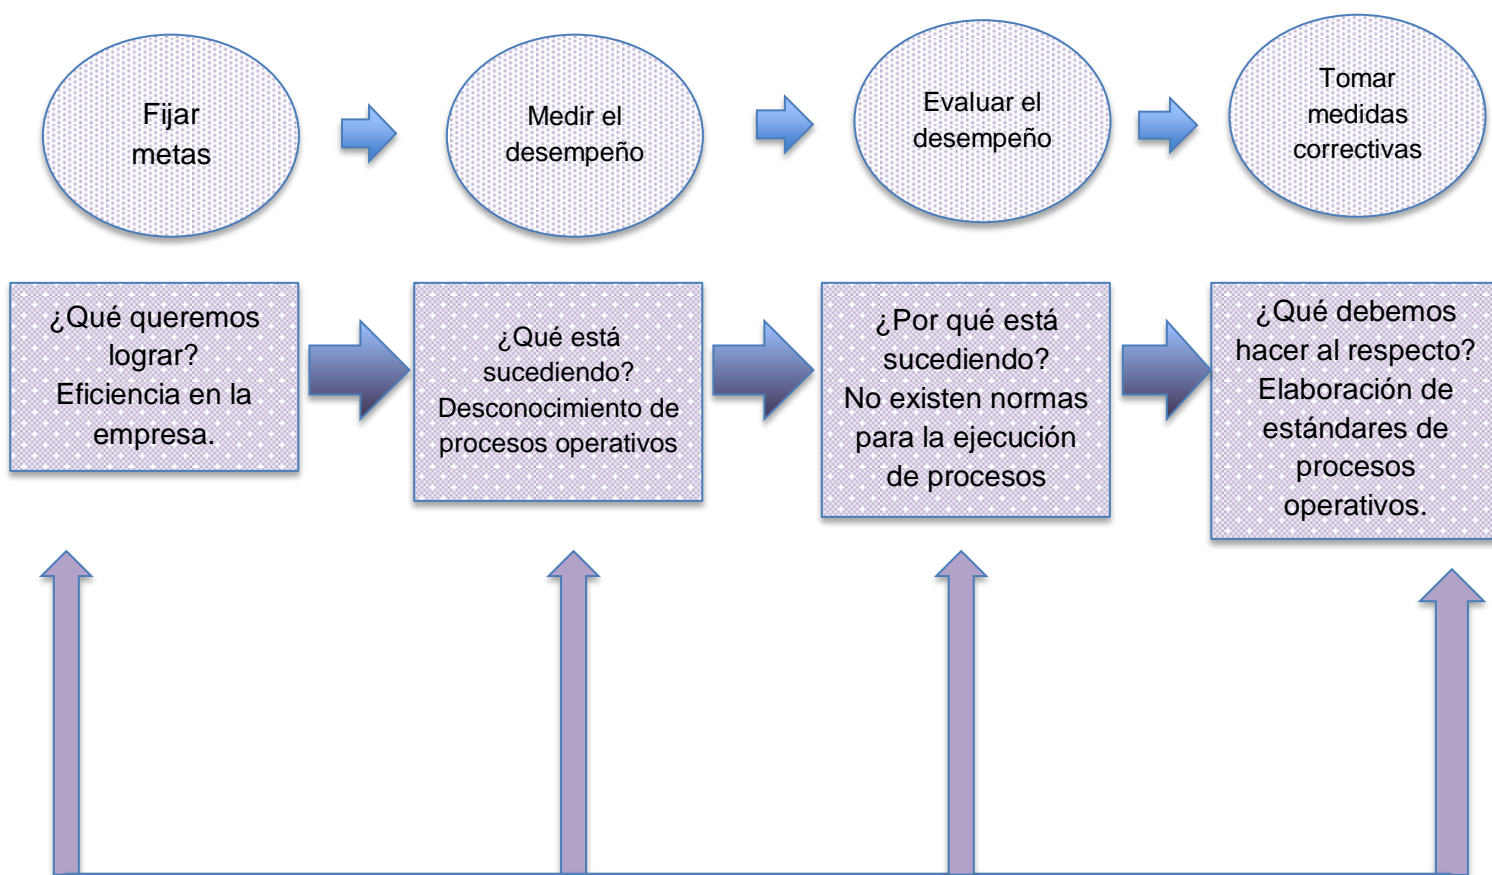 Fijar
metas
Medir el
desempeño
Evaluar el
desempeño
Tomar
medidas
correctivas
¿Qué queremos
lograr?
Eficiencia en la
empresa.
¿Qué está
sucediendo?
Desconocimiento de
procesos operativos
¿Por qué está
sucediendo?
No existen normas
para la ejecución
de procesos
¿Qué debemos
hacer al respecto?
Elaboración de
estándares de
procesos
operativos.